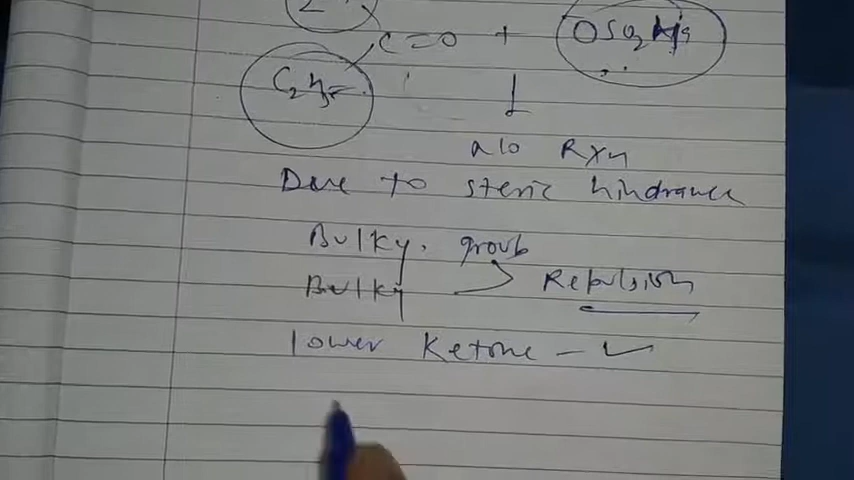 C=O + OSO2Na
C2H5
No Rxn
Due to steric hindrance
Bulky. group
Bulky Repulsion
lower Ketone - ✓